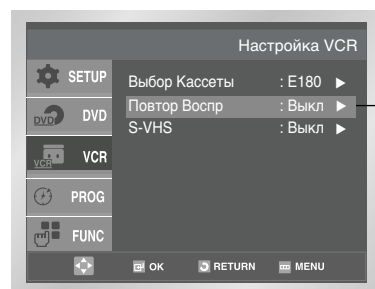 Настройка VCR
SETUP
DVD DVD
VCR VCR
PROG
FUNC
Выбор Кассеты : E180 ►
Повтор Воспр : Выкл ►
S-VHS : Выкл ►
OK RETURN MENU